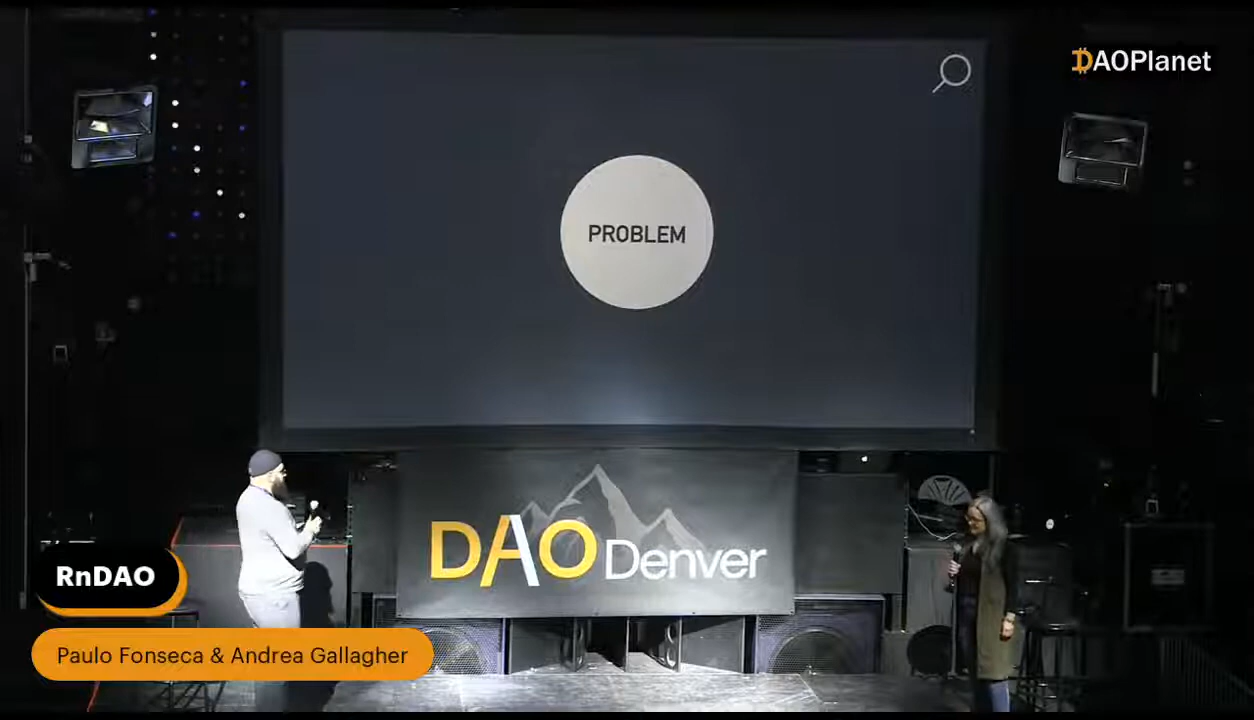 DAOPlanet
PROBLEM
DAO Denver
RnDAO
Paulo Fonseca & Andrea Gallagher